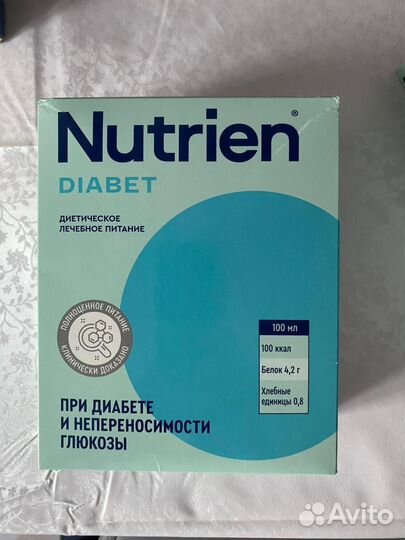 Nutrien®
DIABET
ДИЕТИЧЕСКОЕ
ЛЕЧЕБНОЕ ПИТАНИЕ
ПОЛНОЦЕННОЕ ПИТАНИЕ
КЛИНИЧЕСКИ ДОКАЗАНО
100 мл
100 ккал
Белок 4,2 г
Хлебные
единицы 0,8
ПРИ ДИАБЕТЕ
И НЕПЕРЕНОСИМОСТИ
ГЛЮКОЗЫ
Avito